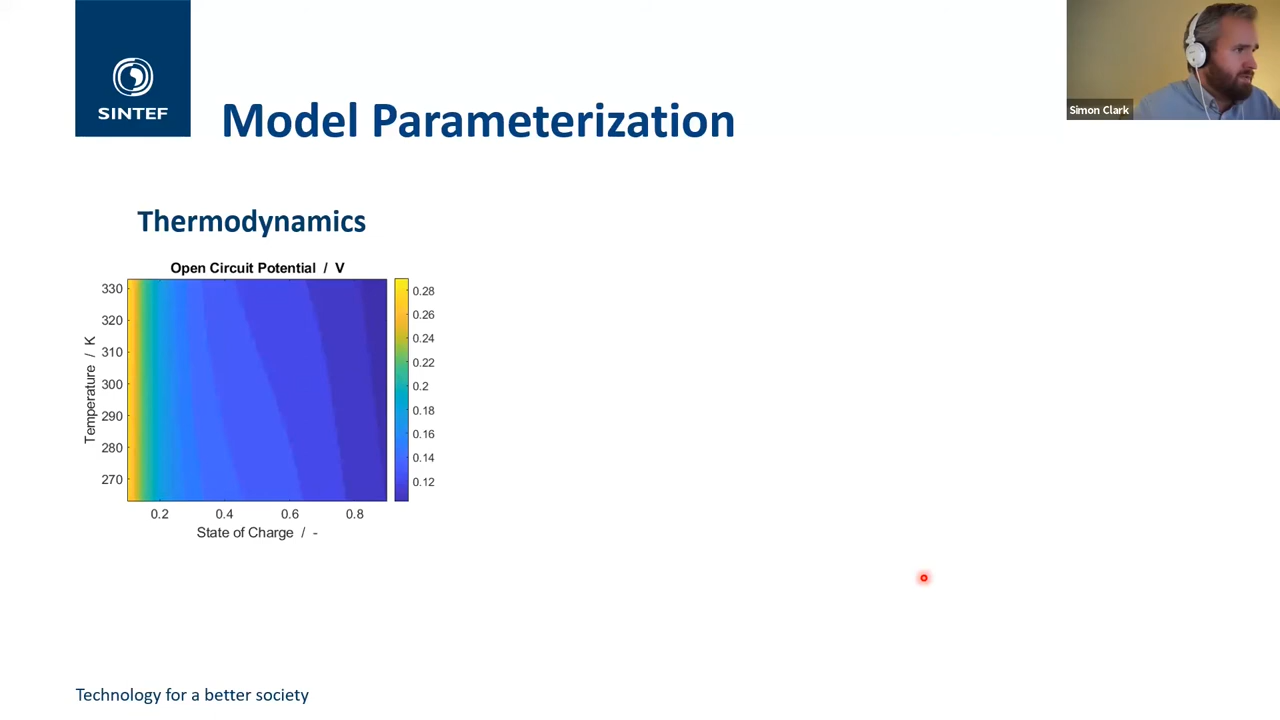 SINTEF
Model Parameterization
Simon Clark
Thermodynamics
Open Circuit Potential / V
Temperature / K
330
320
310
300
290
280
270
0.2
0.4
0.6
0.8
State of Charge / -
0.28
0.26
0.24
0.22
0.2
0.18
0.16
0.14
0.12
Technology for a better society